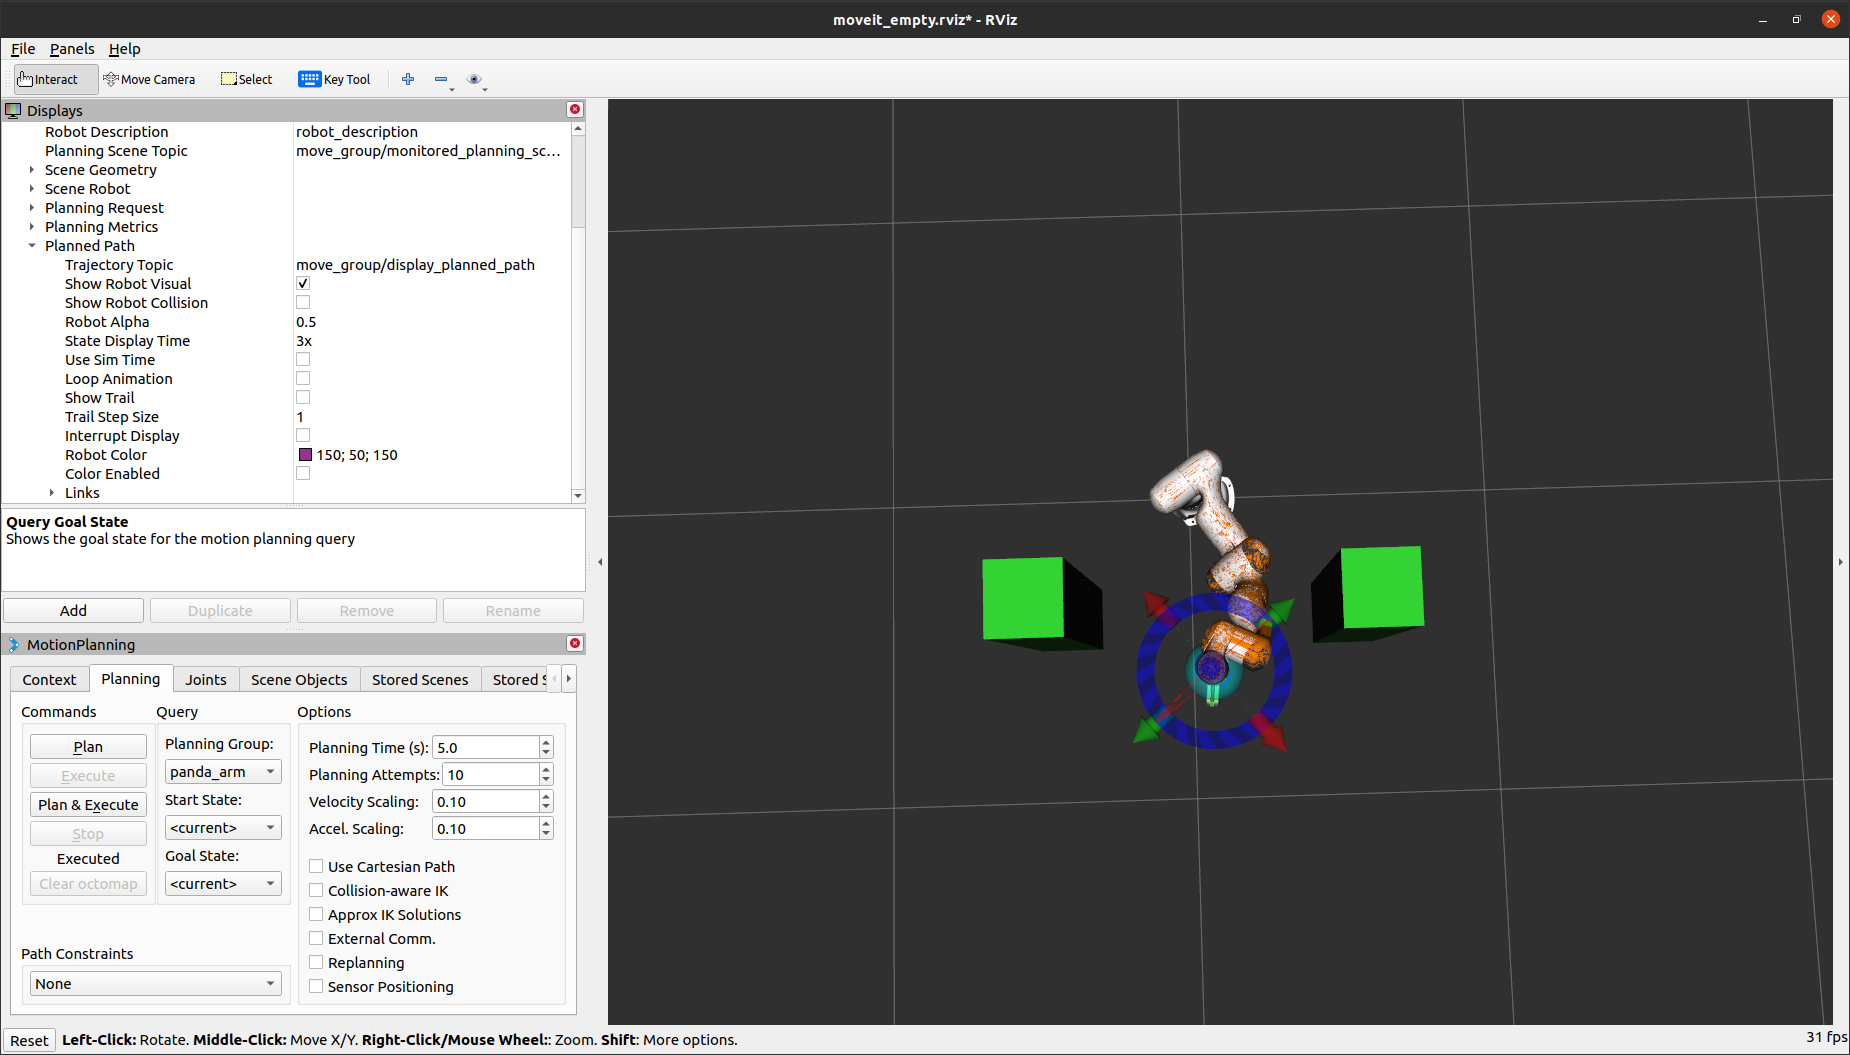 moveit_empty.rviz* - RViz
File Panels Help
Interact Move Camera Select Key Tool
Displays
Robot Description robot_description
Planning Scene Topic move_group/monitored_planning_sc...
Scene Geometry
Scene Robot
Planning Request
Planning Metrics
Planned Path
Trajectory Topic move_group/display_planned_path
Show Robot Visual
Show Robot Collision
Robot Alpha 0.5
State Display Time 3x
Use Sim Time
Loop Animation
Show Trail
Trail Step Size 1
Interrupt Display
Robot Color 150; 50; 150
Color Enabled
Links
Query Goal State
Shows the goal state for the motion planning query
Add Duplicate Remove Rename
MotionPlanning
Context Planning Joints Scene Objects Stored Scenes Stored S
Commands Query Options
Plan
Execute
Plan & Execute
Stop
Executed
Clear octomap
Planning Group:
panda_arm
Start State:
<current>
Goal State:
<current>
Planning Time (s): 5.0
Planning Attempts: 10
Velocity Scaling: 0.10
Accel. Scaling: 0.10
Use Cartesian Path
Collision-aware IK
Approx IK Solutions
External Comm.
Replanning
Sensor Positioning
Path Constraints
None
Reset Left-Click: Rotate. Middle-Click: Move X/Y. Right-Click/Mouse Wheel:: Zoom. Shift: More options. 31 fps